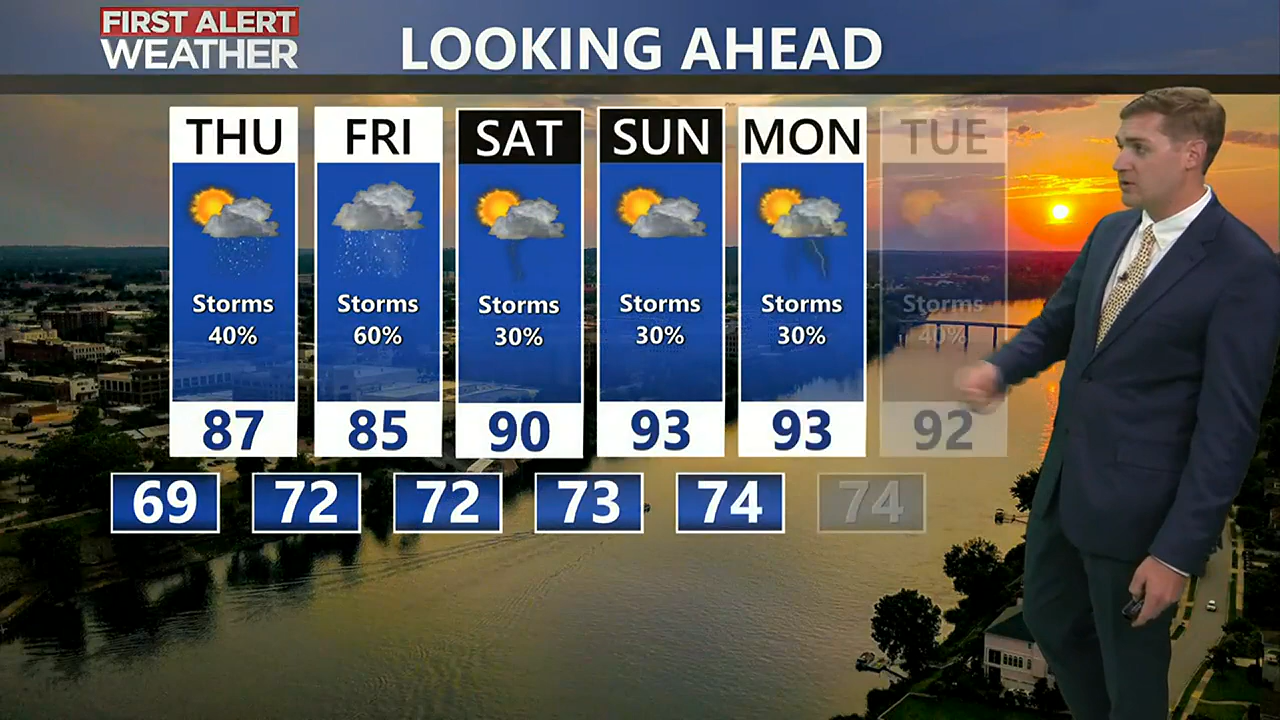 FIRST ALERT
WEATHER
LOOKING AHEAD
THU FRI SAT SUN MON TUE
Storms Storms Storms Storms Storms Storms
40% 60% 30% 30% 30% 40%
87 85 90 93 93 92
69 72 72 73 74 74